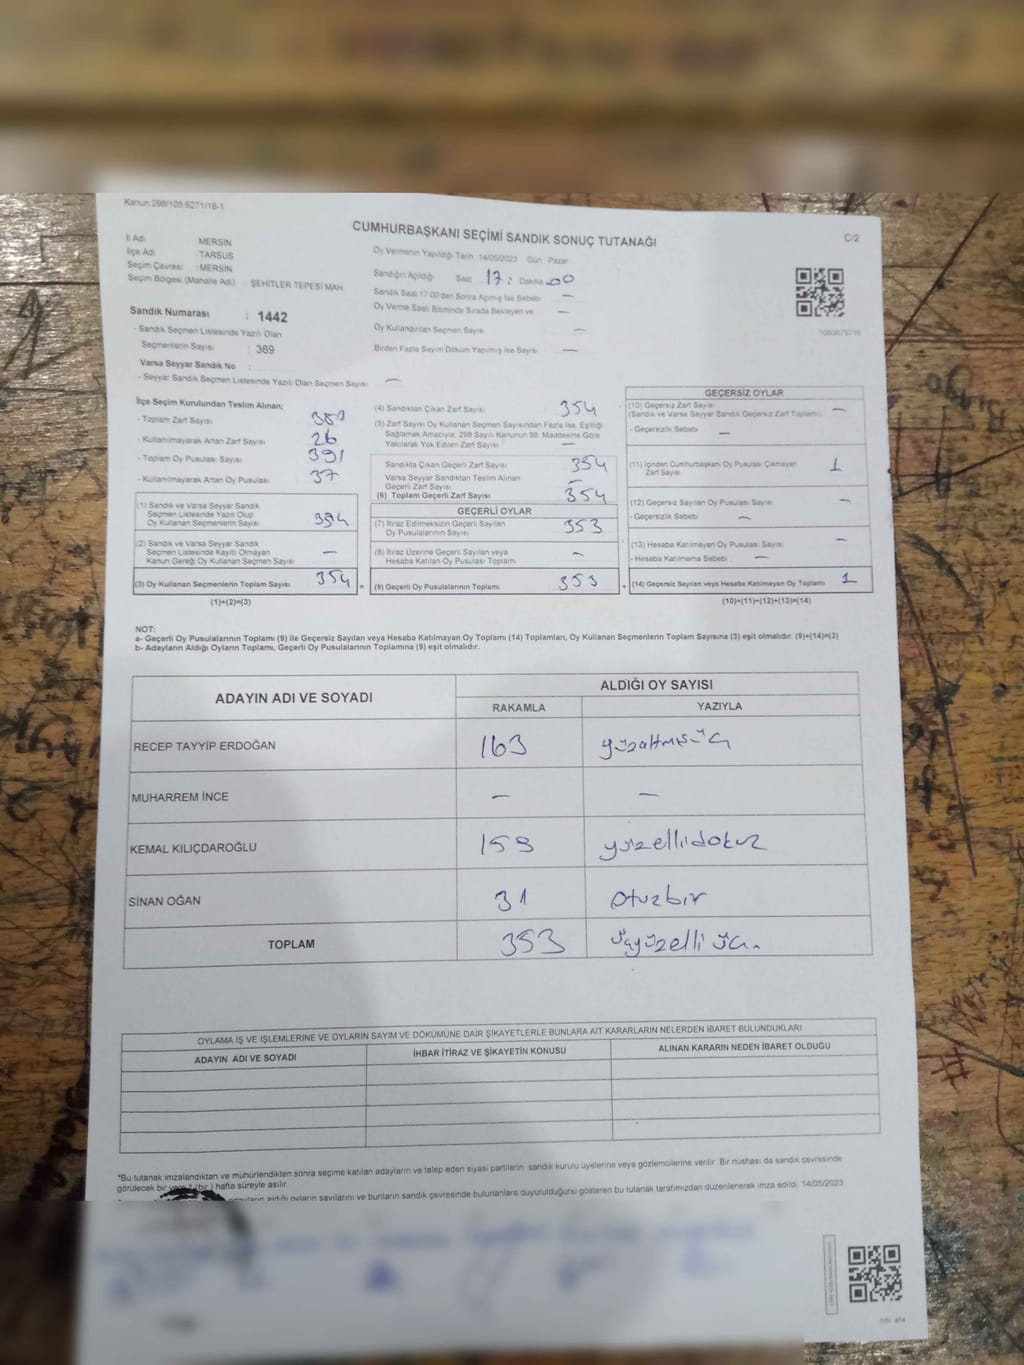 Kanun:298/105:6271/18-1
CUMHURBAŞKANI SEÇİMİ SANDIK SONUÇ TUTANAĞI
C/2
İl Adı : MERSİN
İlçe Adı : TARSUS
Seçim Çevresi : MERSİN
Seçim Bölgesi (Mahalle Adı) : ŞEHİTLER TEPESİ MAH
Sandık Numarası : 1442
- Sandık Seçmen Listesinde Yazılı Olan
Seçmenlerin Sayısı : 369
Varsa Seyyar Sandık No :
- Seyyar Sandık Seçmen Listesinde Yazılı Olan Seçmen Sayısı —
Oy Vermenin Yapıldığı Tarih 14/05/2023 Gün : Pazar
Sandığın Açıldığı Saat 17: Dakika 00
Sandık Saat 17:00'den Sonra Açılmış İse Sebebi —
Oy Verme Saati Bitiminde Sırada Bekleyen ve —
Oy Kullandırılan Seçmen Sayısı —
Birden Fazla Sayım Döküm Yapılmış İse Sayısı —
İlçe Seçim Kurulundan Teslim Alınan;
- Toplam Zarf Sayısı
- Kullanılmayarak Artan Zarf Sayısı 26
- Toplam Oy Pusulası Sayısı 391
- Kullanılmayarak Artan Oy Pusulası 37
(1) Sandık ve Varsa Seyyar Sandık
Seçmen Listesinde Yazılı Olup
Oy Kullanan Seçmenlerin Sayısı 354
(2) Sandık ve Varsa Seyyar Sandık
Seçmen Listesinde Kayıtlı Olmayan
Kanun Gereği Oy Kullanan Seçmen Sayısı —
(3) Oy Kullanan Seçmenlerin Toplam Sayısı 354 =
(1)+(2)=(3)
(4) Sandıktan Çıkan Zarf Sayısı 354
(5) Zarf Sayısı Oy Kullanan Seçmen Sayısından Fazla İse, Eşitliği
Sağlamak Amacıyla; 298 Sayılı Kanunun 98. Maddesine Göre
Yakılarak Yok Edilen Zarf Sayısı —
Sandıkta Çıkan Geçerli Zarf Sayısı 354
Varsa Seyyar Sandıktan Teslim Alınan
Geçerli Zarf Sayısı —
(6) Toplam Geçerli Zarf Sayısı 354
GEÇERLİ OYLAR
(7) İtiraz Edilmeksizin Geçerli Sayılan
Oy Pusulalarının Sayısı 353
(8) İtiraz Üzerine Geçerli Sayılan veya
Hesaba Katılan Oy Pusulası Toplamı —
(9) Geçerli Oy Pusulalarının Toplamı 353 +
GEÇERSİZ OYLAR
(10) Geçersiz Zarf Sayısı
(Sandık ve Varsa Seyyar Sandık Geçersiz Zarf Toplamı) —
- Geçersizlik Sebebi —
(11) İçinden Cumhurbaşkanı Oy Pusulası Çıkmayan
Zarf Sayısı 1
(12) Geçersiz Sayılan Oy Pusulası Sayısı —
- Geçersizlik Sebebi —
(13) Hesaba Katılmayan Oy Pusulası Sayısı —
- Hesaba Katılmama Sebebi —
(14) Geçersiz Sayılan veya Hesaba Katılmayan Oy Toplamı 1
(10)+(11)+(12)+(13)=(14)
NOT:
a- Geçerli Oy Pusulalarının Toplamı (9) ile Geçersiz Sayılan veya Hesaba Katılmayan Oy Toplamı (14) Toplamları, Oy Kullanan Seçmenlerin Toplam Sayısına (3) eşit olmalıdır. (9)+(14)=(3)
b- Adayların Aldığı Oyların Toplamı, Geçerli Oy Pusulalarının Toplamına (9) eşit olmalıdır.
ADAYIN ADI VE SOYADI
ALDIĞI OY SAYISI
RAKAMLA YAZIYLA
RECEP TAYYİP ERDOĞAN 163 yüzaltmışüç
MUHARREM İNCE — —
KEMAL KILIÇDAROĞLU 159 yüzellidokuz
SİNAN OĞAN 31 otuzbir
TOPLAM 353 üçyüzelli üç.
OYLAMA İŞ VE İŞLEMLERİNE VE OYLARIN SAYIM VE DÖKÜMÜNE DAİR ŞİKAYETLERLE BUNLARA AİT KARARLARIN NELERDEN İBARET BULUNDUKLARI
ADAYIN ADI VE SOYADI İHBAR İTİRAZ VE ŞİKAYETİN KONUSU ALINAN KARARIN NEDEN İBARET OLDUĞU
*Bu tutanak imzalandıktan ve mühürlendikten sonra seçime katılan adayların ve talep eden siyasi partilerin sandık kurulu üyelerine veya gözlemcilerine verilir. Bir nüshası da sandık çevresinde
görülecek bir yere 1 (bir) hafta süreyle asılır.
aldığı oyların sayılarını ve bunların sandık çevresinde bulunanlara duyurulduğunu gösteren bu tutanak tarafımızdan düzenlenerek imza edildi. 14/05/2023